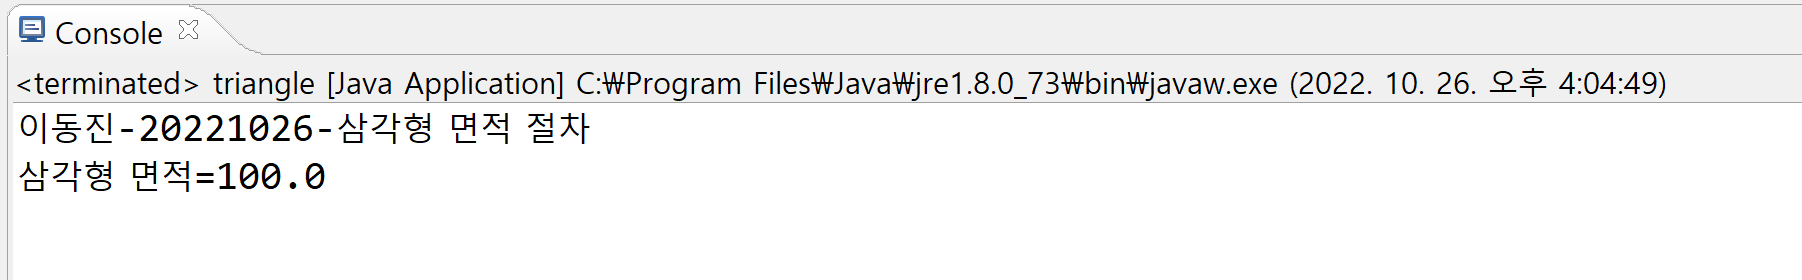 Console
<terminated> triangle [Java Application] C:₩Program Files₩Java₩jre1.8.0_73₩bin₩javaw.exe (2022. 10. 26. 오후 4:04:49)
이동진-20221026-삼각형 면적 절차
삼각형 면적=100.0